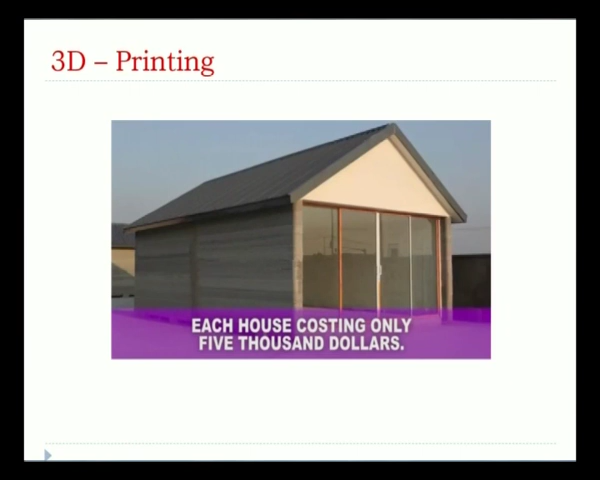 3D – Printing
EACH HOUSE COSTING ONLY
FIVE THOUSAND DOLLARS.